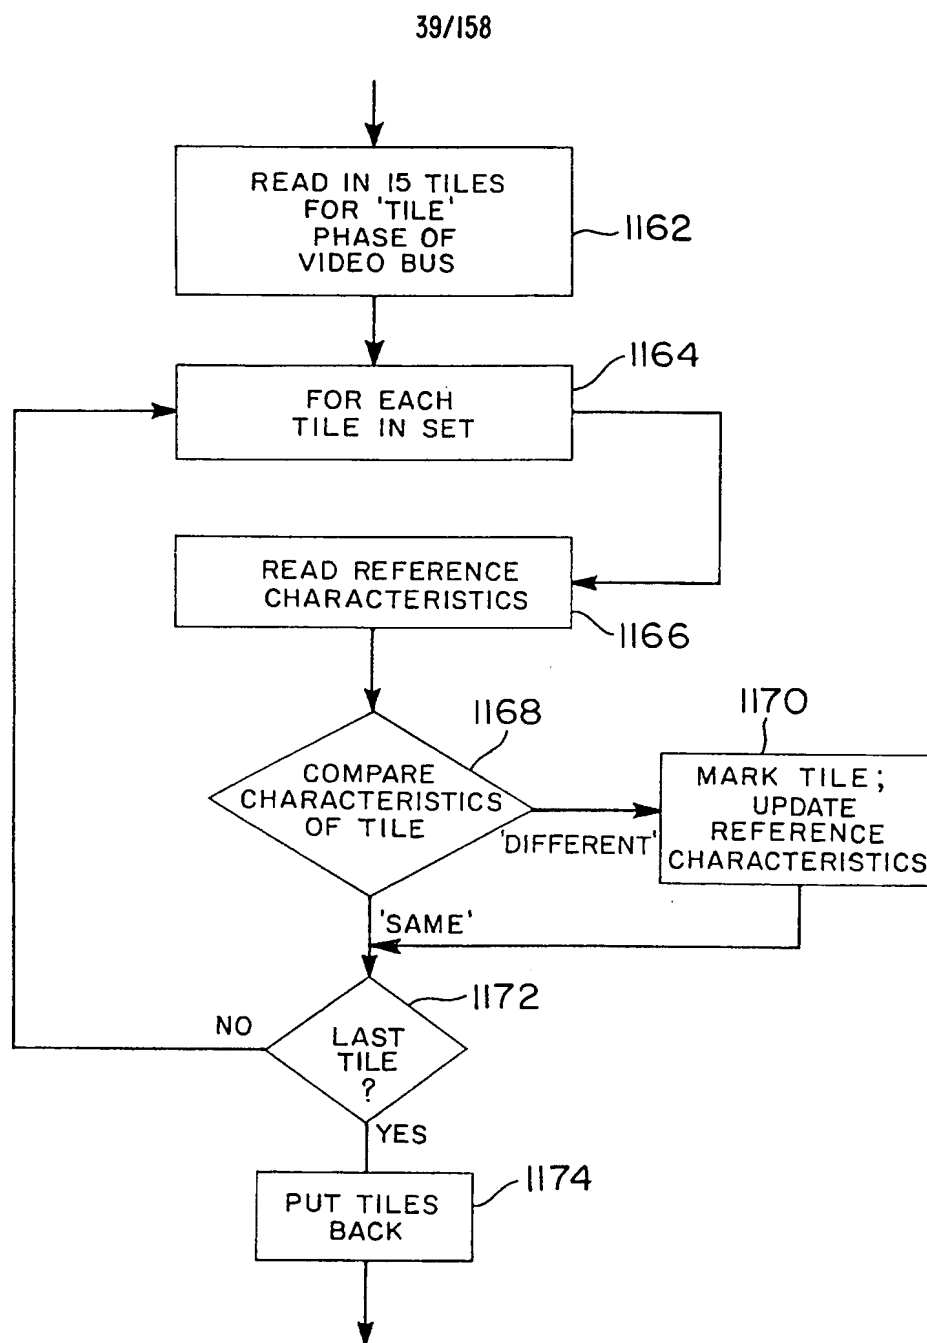 39/158
READ IN 15 TILES
FOR 'TILE'
PHASE OF
VIDEO BUS
1162
1164
FOR EACH
TILE IN SET
READ REFERENCE
CHARACTERISTICS
1166
1168
COMPARE
CHARACTERISTICS
OF TILE
1170
MARK TILE;
UPDATE
REFERENCE
CHARACTERISTICS
'DIFFERENT'
'SAME'
1172
NO
LAST
TILE
?
YES
1174
PUT TILES
BACK